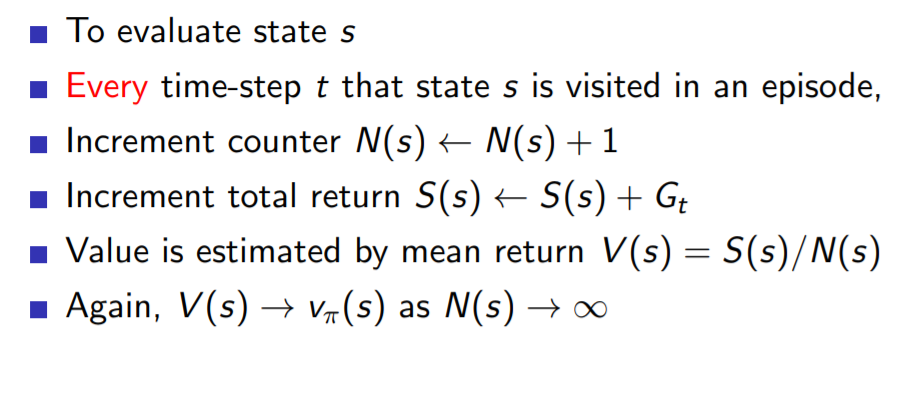 To evaluate state s
Every time-step t that state s is visited in an episode,
Increment counter N(s) ← N(s) + 1
Increment total return S(s) ← S(s) + Gₜ
Value is estimated by mean return V(s) = S(s)/N(s)
Again, V(s) → v_π(s) as N(s) → ∞